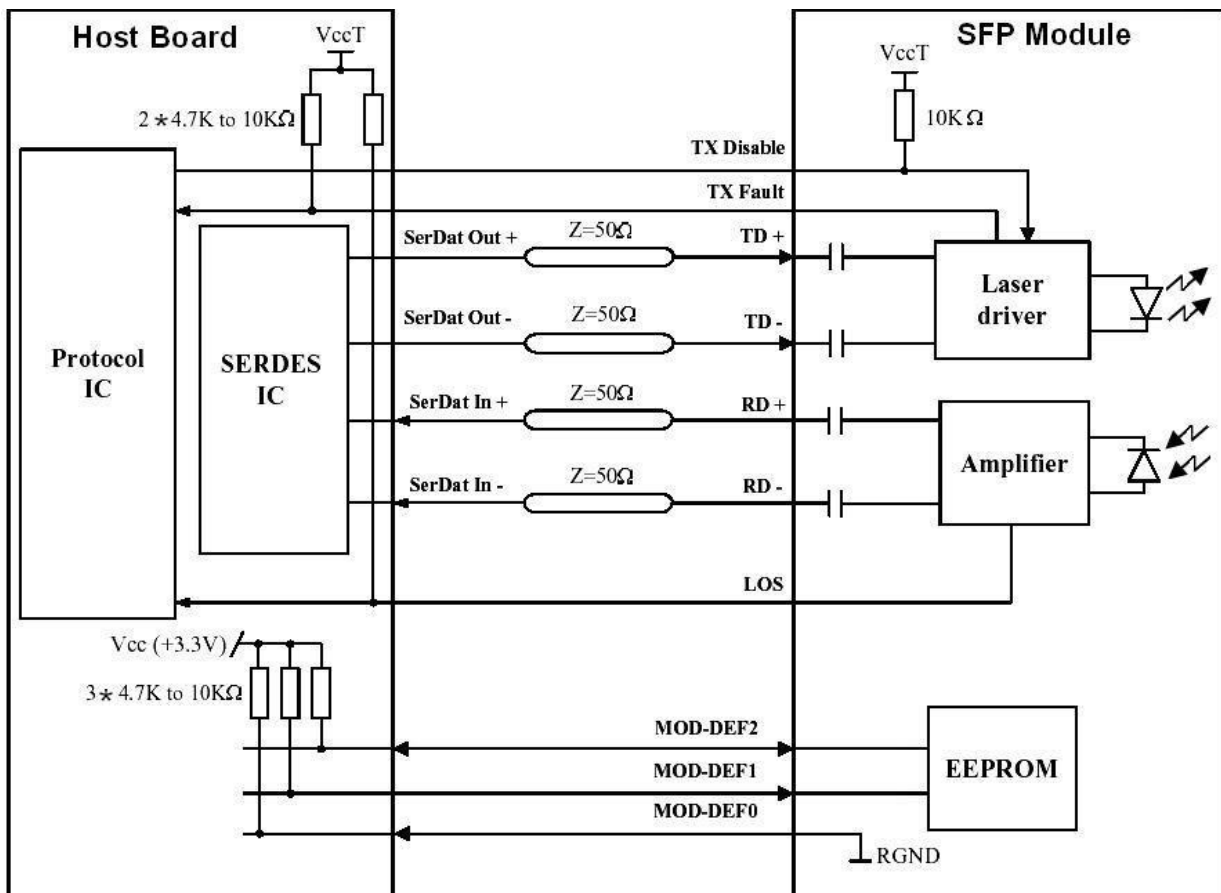 Host Board
SFP Module
VccT
VccT
2*4.7K to 10KΩ
10KΩ
TX Disable
TX Fault
SerDat Out +
Z=50Ω
TD +
SerDat Out -
Z=50Ω
TD -
Laser
driver
Protocol
IC
SERDES
IC
SerDat In +
Z=50Ω
RD +
SerDat In -
Z=50Ω
RD -
Amplifier
LOS
Vcc (+3.3V)
3*4.7K to 10KΩ
MOD-DEF2
MOD-DEF1
MOD-DEF0
EEPROM
RGND